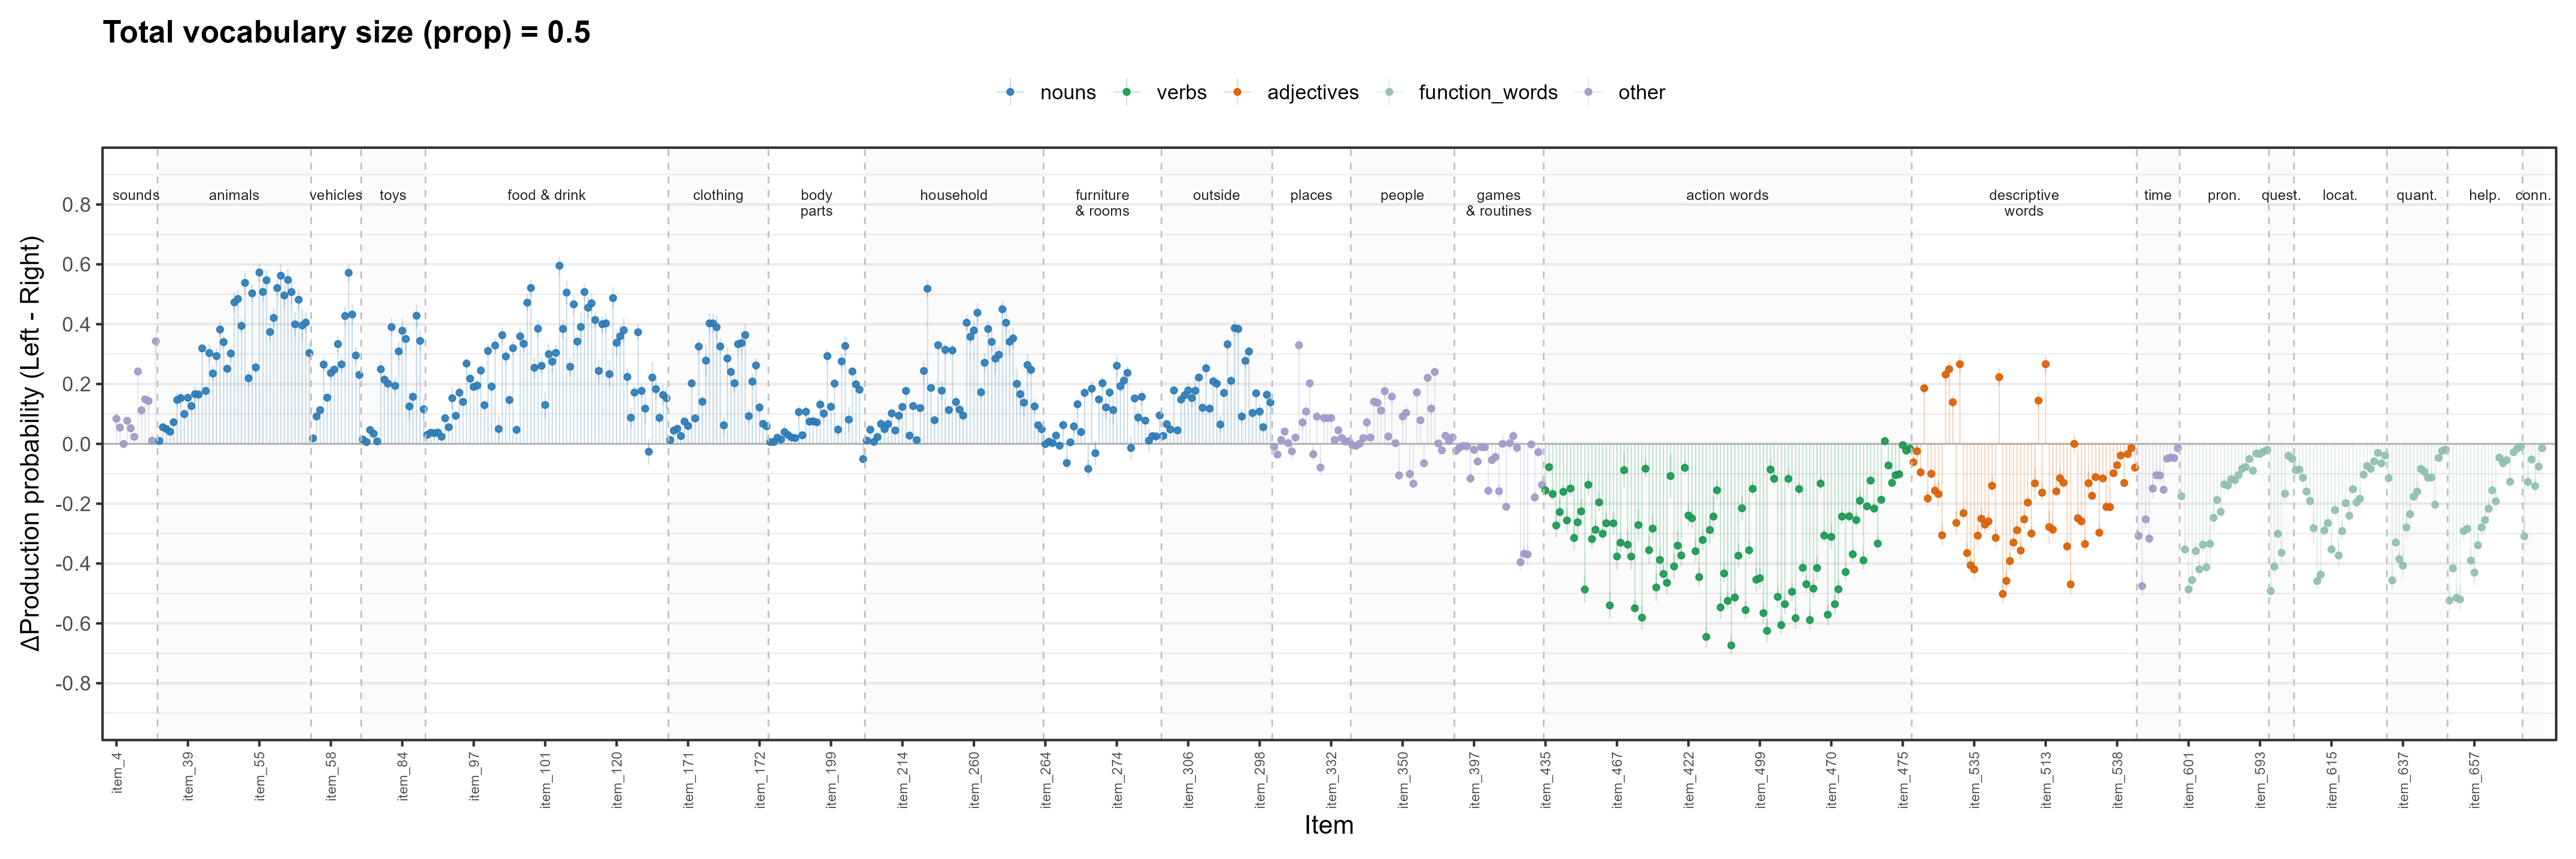 Total vocabulary size (prop) = 0.5
nouns verbs adjectives function_words other
sounds animals vehicles toys food & drink clothing body household furniture outside places people games action words descriptive time pron. quest. locat. quant. help. conn.
parts & rooms & routines words
0.8
0.6
0.4
0.2
0.0
-0.2
-0.4
-0.6
-0.8
ΔProduction probability (Left - Right)
item_4 item_39 item_55 item_58 item_84 item_97 item_101 item_120 item_171 item_172 item_199 item_214 item_260 item_264 item_274 item_306 item_298 item_332 item_350 item_397 item_435 item_467 item_422 item_499 item_470 item_475 item_535 item_513 item_538 item_601 item_593 item_615 item_637 item_657
Item